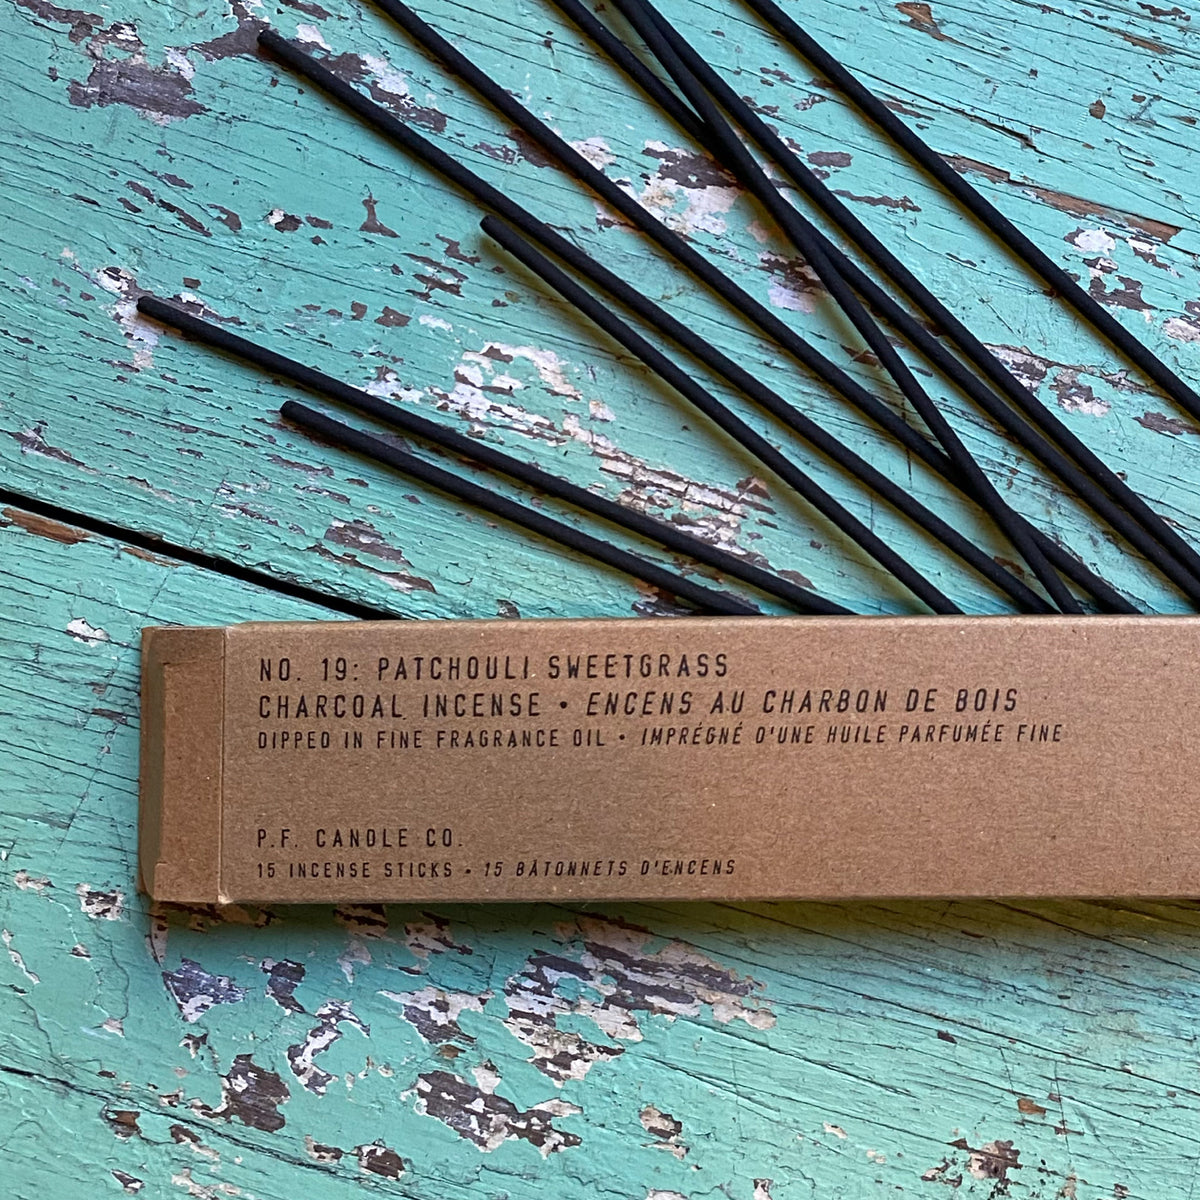 NO. 19: PATCHOULI SWEETGRASS
CHARCOAL INCENSE • ENCENS AU CHARBON DE BOIS
DIPPED IN FINE FRAGRANCE OIL • IMPRÉGNÉ D'UNE HUILE PARFUMÉE FINE
P.F. CANDLE CO.
15 INCENSE STICKS • 15 BÂTONNETS D'ENCENS